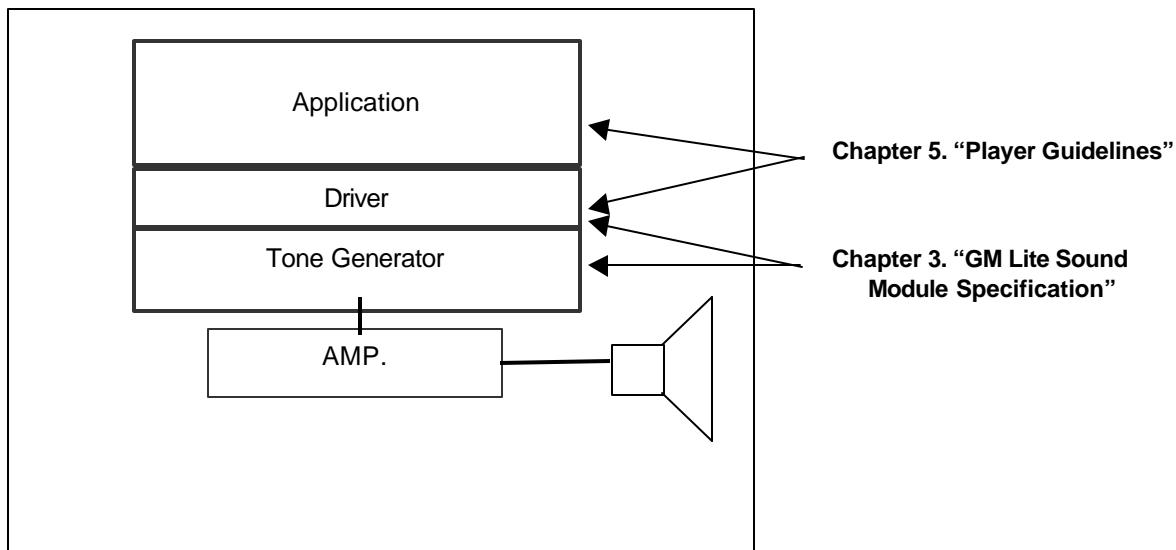 Application
Driver
Tone Generator
AMP.
Chapter 5. “Player Guidelines”
Chapter 3. “GM Lite Sound
Module Specification”